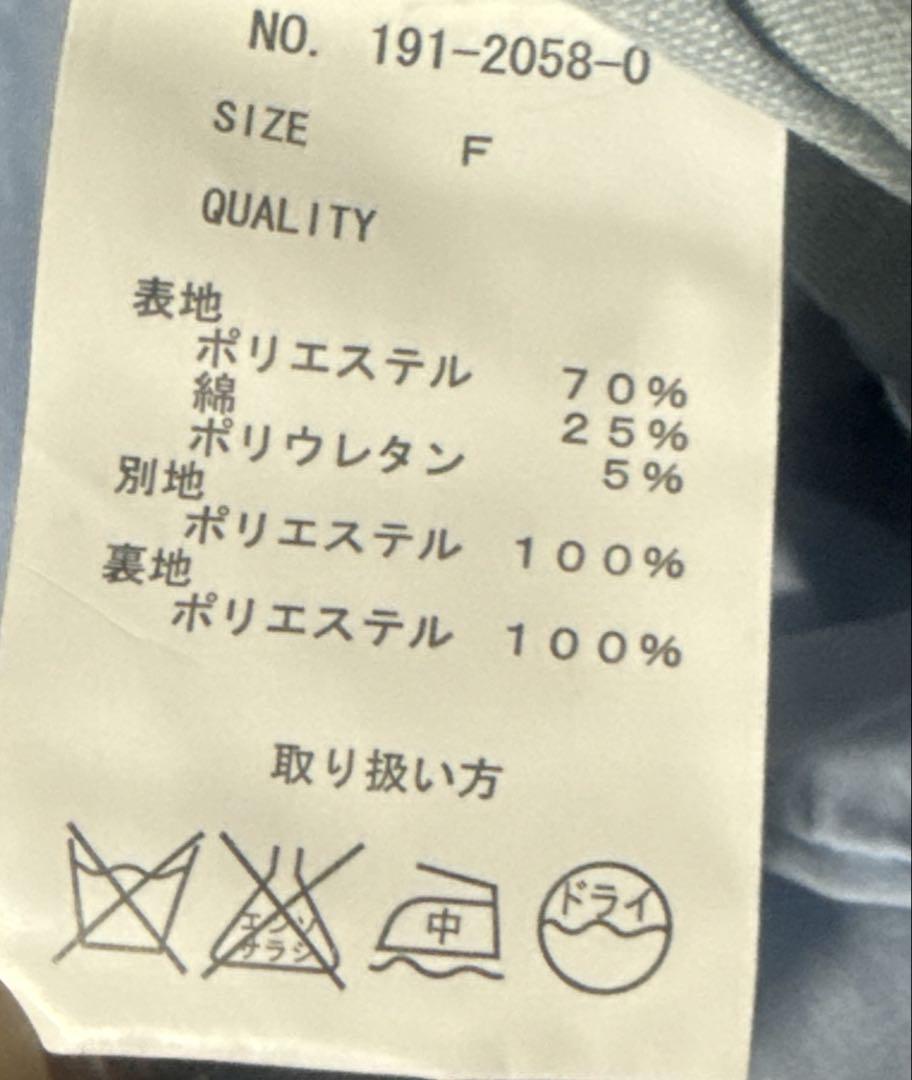 NO. 191-2058-0
SIZE F
QUALITY
表地
ポリエステル 70%
綿 25%
ポリウレタン 5%
別地
ポリエステル 100%
裏地
ポリエステル 100%
取り扱い方
エンソ
サラシ
中
ドライ